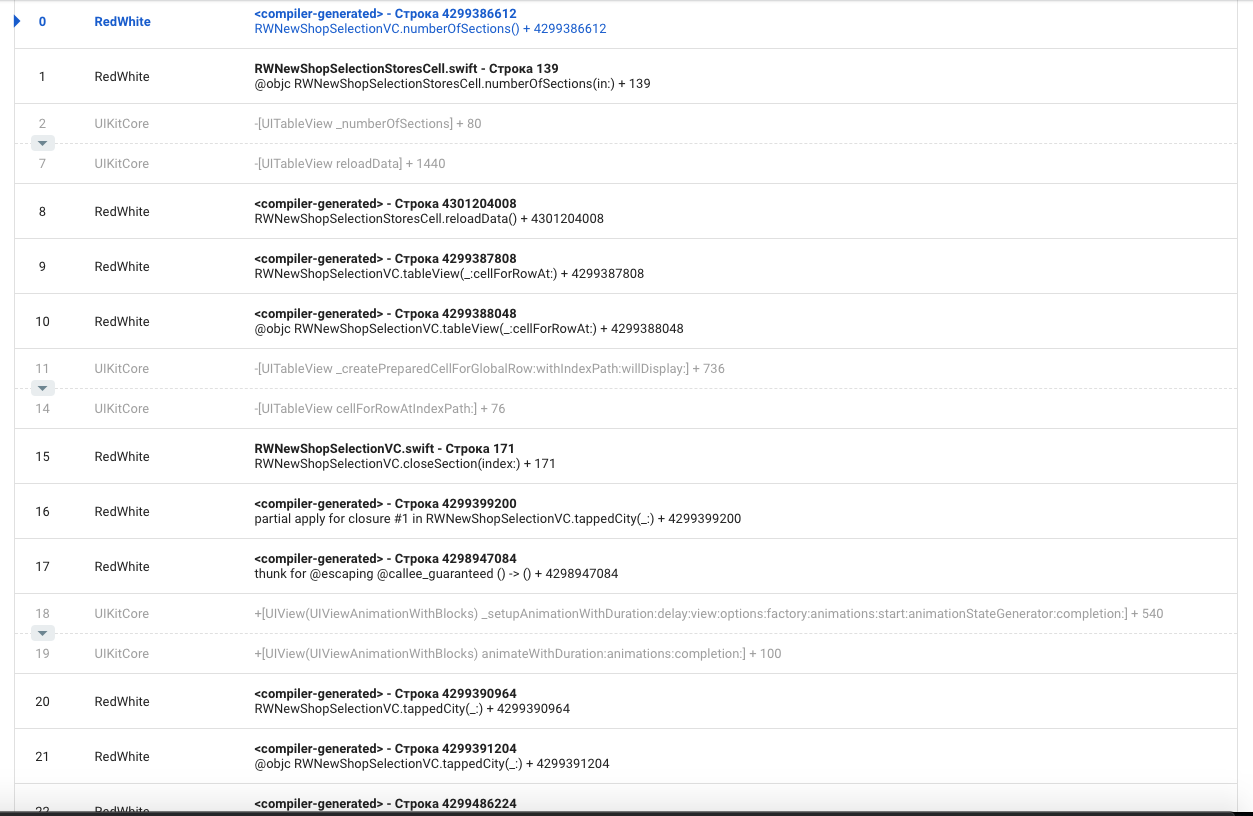 0 RedWhite <compiler-generated> - Строка 4299386612
RWNewShopSelectionVC.numberOfSections() + 4299386612
1 RedWhite RWNewShopSelectionStoresCell.swift - Строка 139
@objc RWNewShopSelectionStoresCell.numberOfSections(in:) + 139
2 UIKitCore -[UITableView _numberOfSections] + 80
7 UIKitCore -[UITableView reloadData] + 1440
8 RedWhite <compiler-generated> - Строка 4301204008
RWNewShopSelectionStoresCell.reloadData() + 4301204008
9 RedWhite <compiler-generated> - Строка 4299387808
RWNewShopSelectionVC.tableView(_:cellForRowAt:) + 4299387808
10 RedWhite <compiler-generated> - Строка 4299388048
@objc RWNewShopSelectionVC.tableView(_:cellForRowAt:) + 4299388048
11 UIKitCore -[UITableView _createPreparedCellForGlobalRow:withIndexPath:willDisplay:] + 736
14 UIKitCore -[UITableView cellForRowAtIndexPath:] + 76
15 RedWhite RWNewShopSelectionVC.swift - Строка 171
RWNewShopSelectionVC.closeSection(index:) + 171
16 RedWhite <compiler-generated> - Строка 4299399200
partial apply for closure #1 in RWNewShopSelectionVC.tappedCity(_:) + 4299399200
17 RedWhite <compiler-generated> - Строка 4298947084
thunk for @escaping @callee_guaranteed () -> () + 4298947084
18 UIKitCore +[UIView(UIViewAnimationWithBlocks) _setupAnimationWithDuration:delay:view:options:factory:animations:start:animationStateGenerator:completion:] + 540
19 UIKitCore +[UIView(UIViewAnimationWithBlocks) animateWithDuration:animations:completion:] + 100
20 RedWhite <compiler-generated> - Строка 4299390964
RWNewShopSelectionVC.tappedCity(_:) + 4299390964
21 RedWhite <compiler-generated> - Строка 4299391204
@objc RWNewShopSelectionVC.tappedCity(_:) + 4299391204
22 RedWhite <compiler-generated> - Строка 4299486224